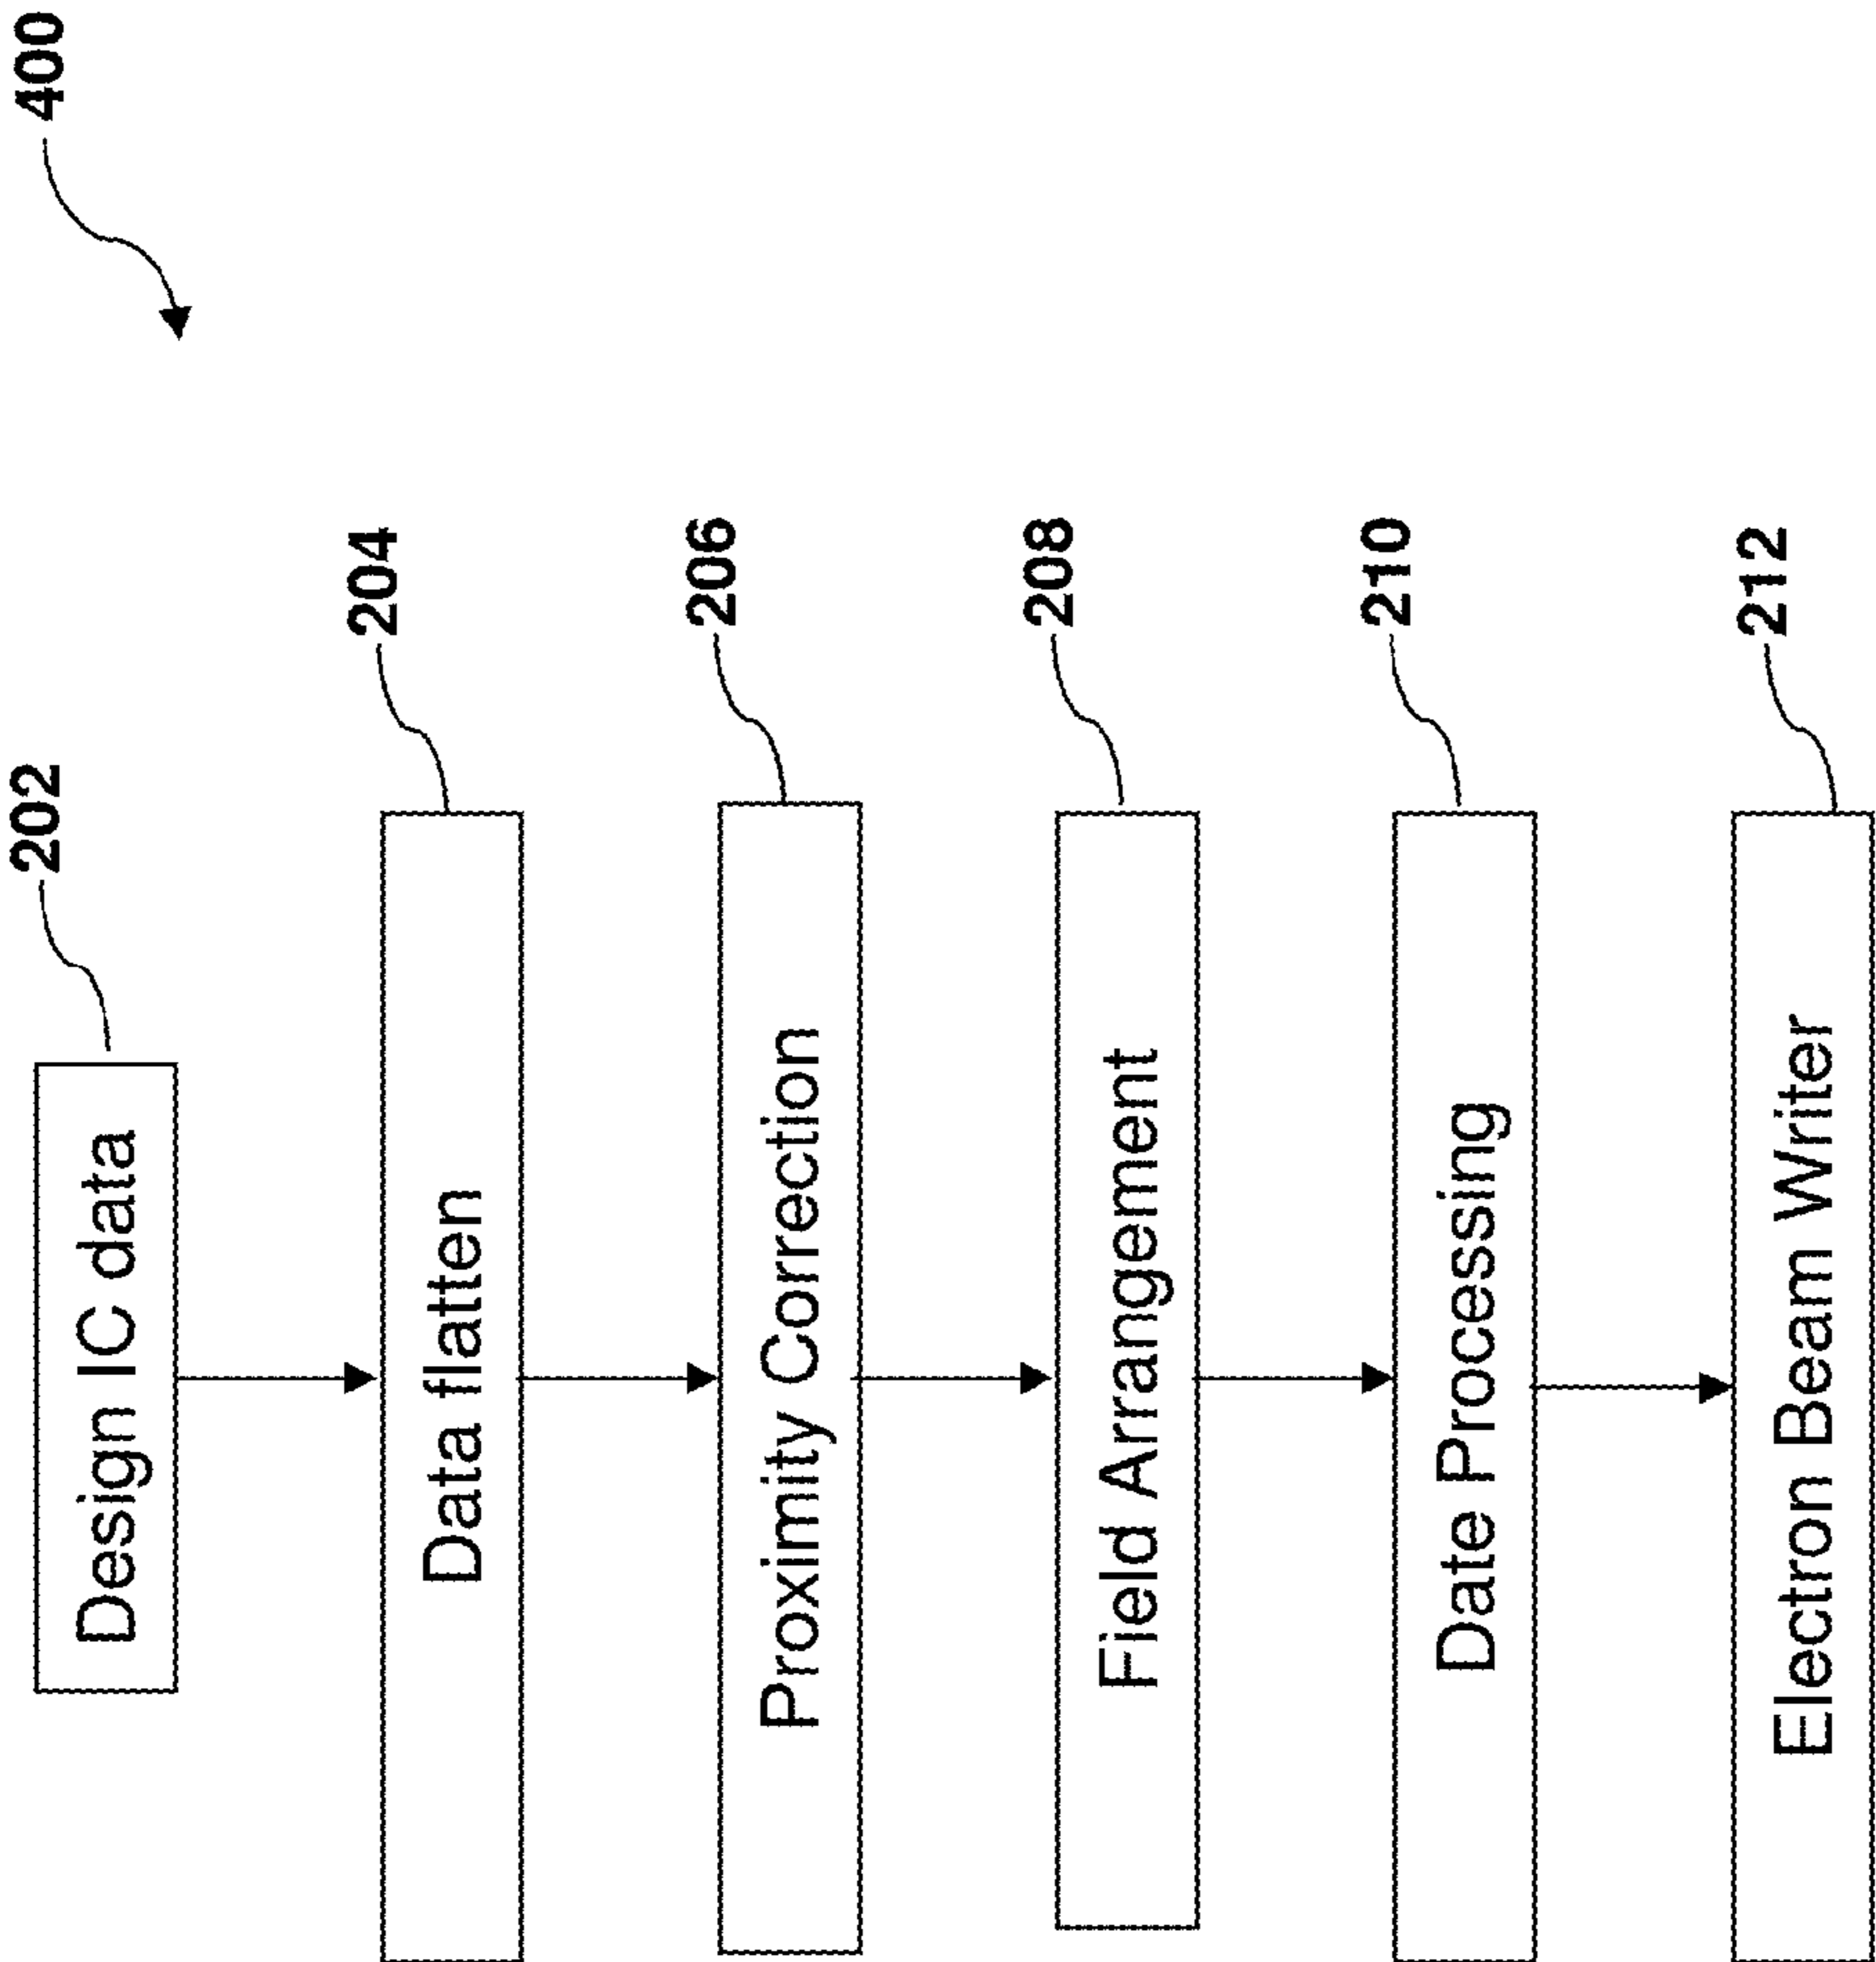 400
202
Design IC data
204
Data flatten
206
Proximity Correction
208
Field Arrangement
210
Date Processing
212
Electron Beam Writer